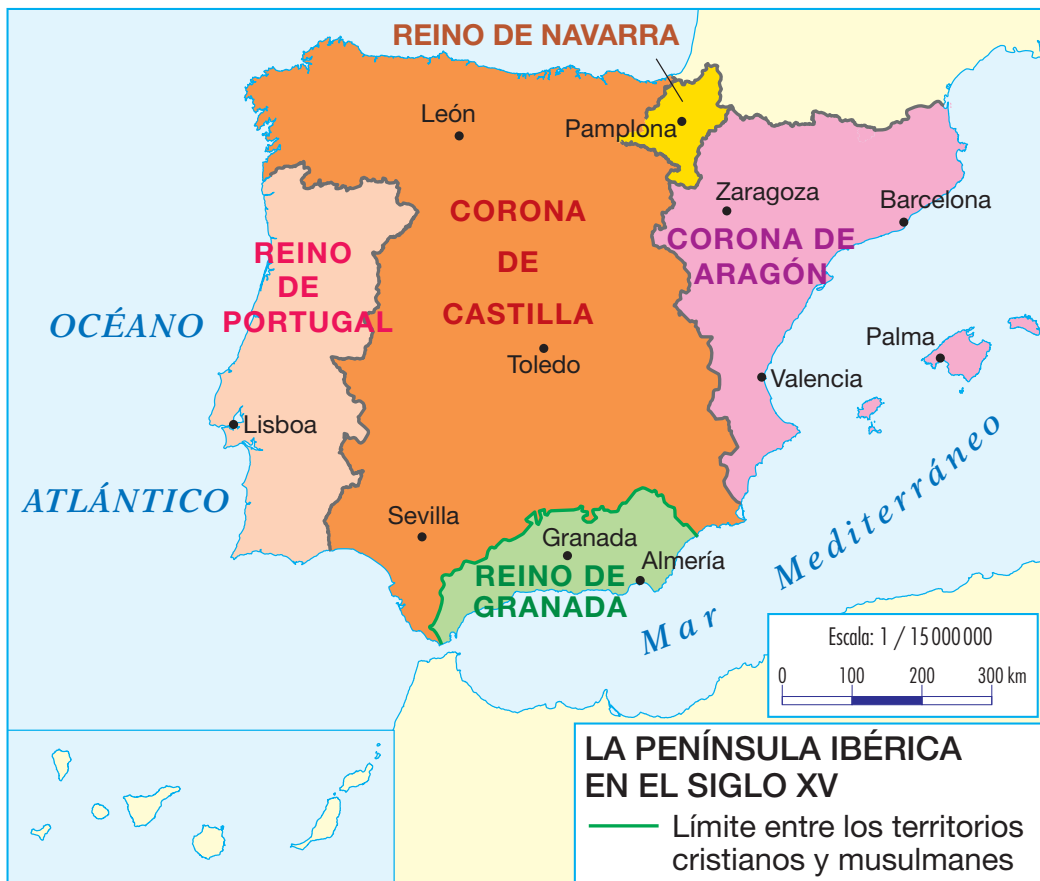 REINO DE NAVARRA
León
Pamplona
Zaragoza
Barcelona
CORONA
DE
CASTILLA
CORONA DE
ARAGÓN
REINO
DE
PORTUGAL
OCÉANO
ATLÁNTICO
Toledo
Palma
Valencia
Lisboa
Sevilla
Granada
Almería
REINO DE
GRANADA
Mar Mediterráneo
Escala: 1 / 15 000 000
0 100 200 300 km
LA PENÍNSULA IBÉRICA
EN EL SIGLO XV
Límite entre los territorios
cristianos y musulmanes